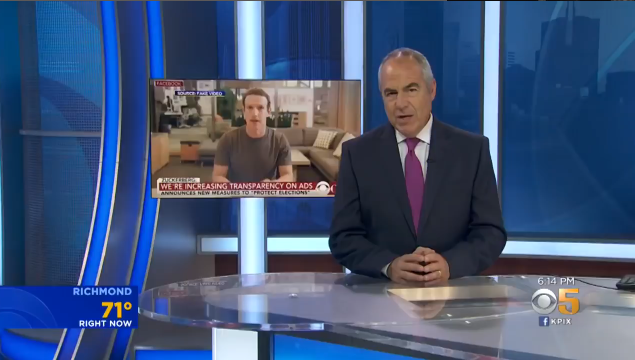 FACEBOOK
SOURCE: FAKE VIDEO
ZUCKERBERG:
WE'RE INCREASING TRANSPARENCY ON ADS
ANNOUNCES NEW MEASURES TO "PROTECT ELECTIONS"
RICHMOND
71°
RIGHT NOW
6:14 PM
5
f KPIX